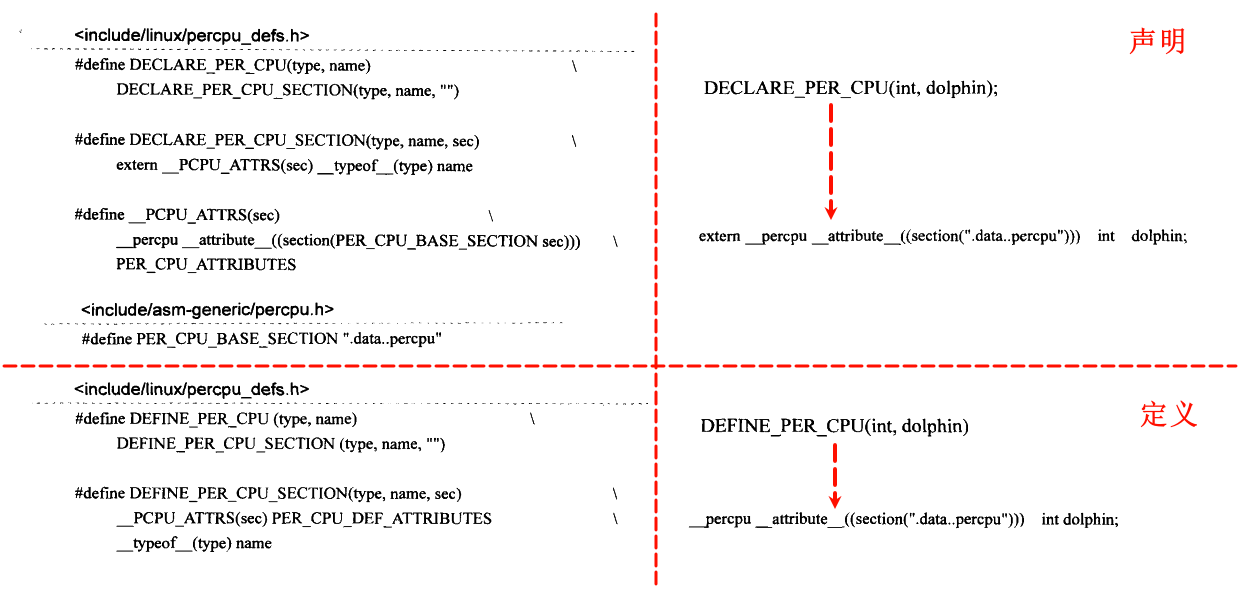 <include/linux/percpu_defs.h>
#define DECLARE_PER_CPU(type, name) \
DECLARE_PER_CPU_SECTION(type, name, "")
#define DECLARE_PER_CPU_SECTION(type, name, sec) \
extern __PCPU_ATTRS(sec) __typeof__(type) name
#define __PCPU_ATTRS(sec) \
__percpu __attribute__((section(PER_CPU_BASE_SECTION sec))) \
PER_CPU_ATTRIBUTES
<include/asm-generic/percpu.h>
#define PER_CPU_BASE_SECTION ".data..percpu"
声明
DECLARE_PER_CPU(int, dolphin);
extern __percpu __attribute__((section(".data..percpu"))) int dolphin;
<include/linux/percpu_defs.h>
#define DEFINE_PER_CPU (type, name) \
DEFINE_PER_CPU_SECTION (type, name, "")
#define DEFINE_PER_CPU_SECTION(type, name, sec) \
__PCPU_ATTRS(sec) PER_CPU_DEF_ATTRIBUTES \
__typeof__(type) name
定义
DEFINE_PER_CPU(int, dolphin)
__percpu __attribute__((section(".data..percpu"))) int dolphin;